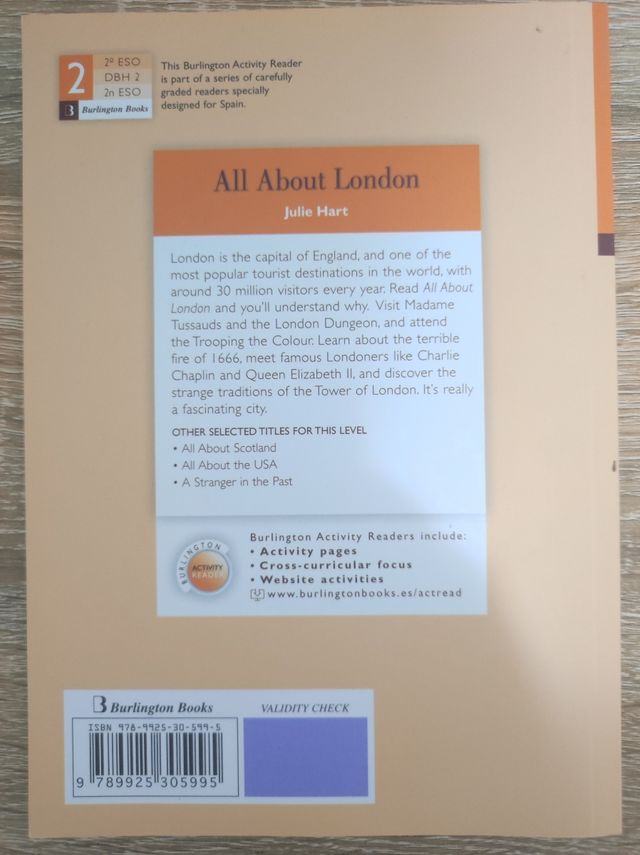 2
2º ESO
DBH 2
2n ESO
B Burlington Books
This Burlington Activity Reader
is part of a series of carefully
graded readers specially
designed for Spain.
All About London
Julie Hart
London is the capital of England, and one of the
most popular tourist destinations in the world, with
around 30 million visitors every year. Read All About
London and you'll understand why. Visit Madame
Tussauds and the London Dungeon, and attend
the Trooping the Colour. Learn about the terrible
fire of 1666, meet famous Londoners like Charlie
Chaplin and Queen Elizabeth II, and discover the
strange traditions of the Tower of London. It's really
a fascinating city.
OTHER SELECTED TITLES FOR THIS LEVEL
• All About Scotland
• All About the USA
• A Stranger in the Past
BURLINGTON
ACTIVITY
READER
Burlington Activity Readers include:
• Activity pages
• Cross-curricular focus
• Website activities
www.burlingtonbooks.es/actread
B Burlington Books
VALIDITY CHECK
ISBN 978-9925-30-599-5
9 789925 305995